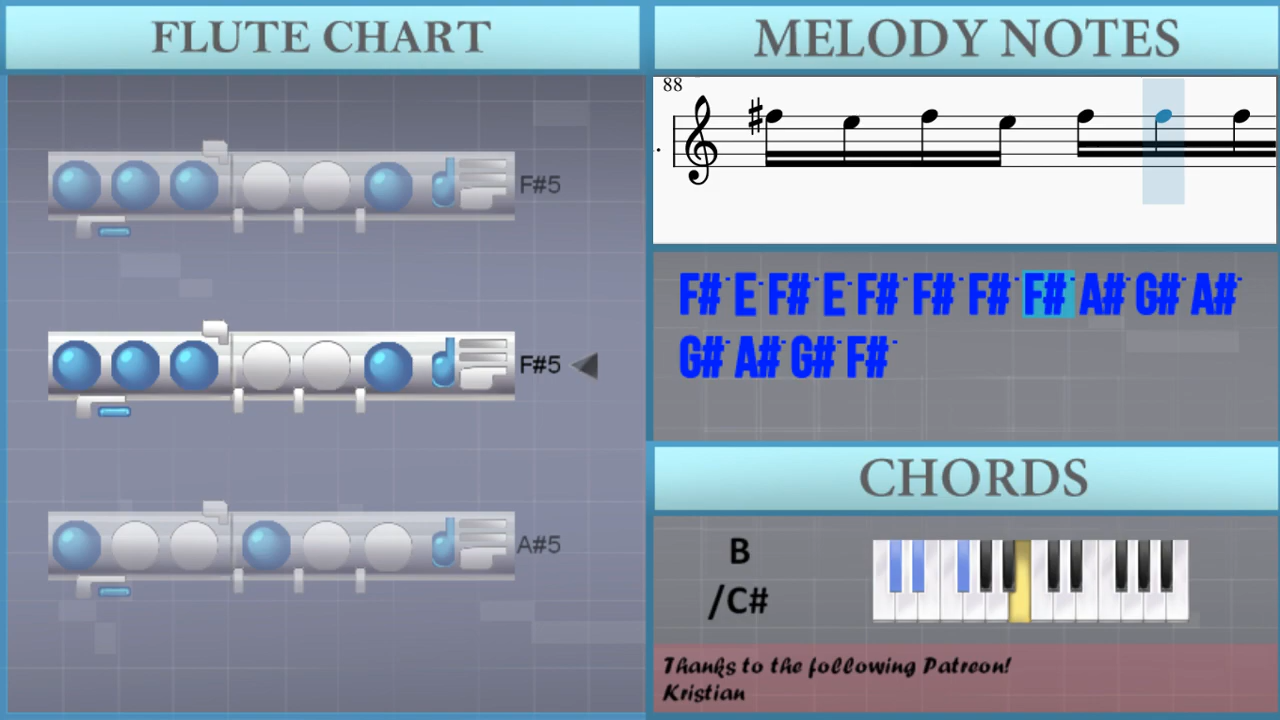 FLUTE CHART
F#5
F#5
A#5
MELODY NOTES
88
F#˙ E˙ F#˙ E˙ F#˙ F#˙ F#˙ F#˙ A#˙ G#˙ A#˙
G#˙ A#˙ G#˙ F#˙
CHORDS
B
/C#
Thanks to the following Patreon!
Kristian